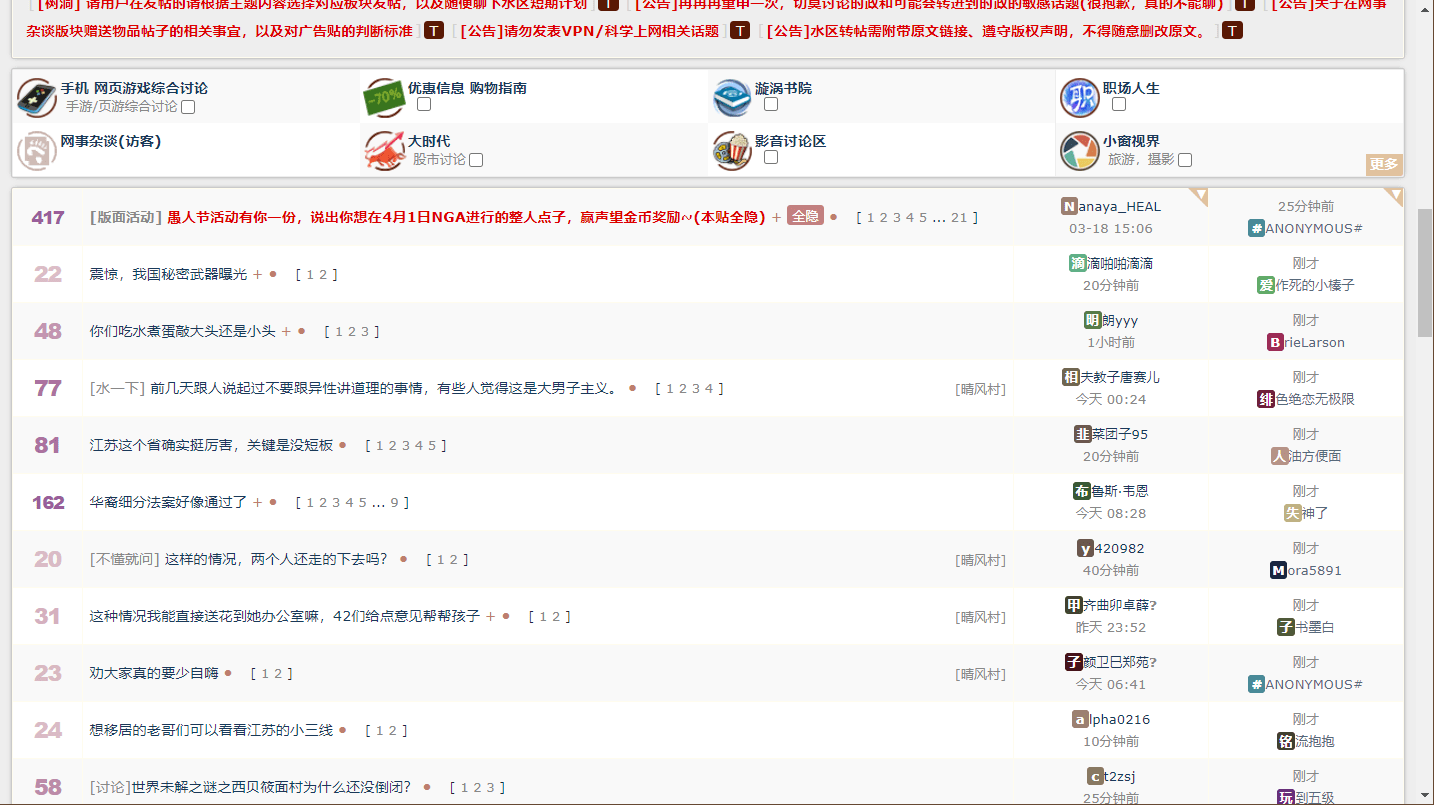 [树洞] 请用户在发帖的请根据主题内容选择对应板块发帖，以及随便聊下水区短期计划 T [公告]再再再重申一次，切莫讨论时政和可能会转进到时政的敏感话题(很抱歉，真的不能聊) T [公告]关于在网事
杂谈版块赠送物品帖子的相关事宜，以及对广告贴的判断标准 T [公告]请勿发表VPN/科学上网相关话题 T [公告]水区转帖需附带原文链接、遵守版权声明，不得随意删改原文。 T
手机 网页游戏综合讨论
手游/页游综合讨论
-70%
优惠信息 购物指南
漩涡书院
职
职场人生
网事杂谈(访客)
大时代
股市讨论
影音讨论区
小窗视界
旅游，摄影
更多
417 [版面活动] 愚人节活动有你一份，说出你想在4月1日NGA进行的整人点子，赢声望金币奖励~(本贴全隐) + 全隐 ● [ 1 2 3 4 5 ... 21 ]
Nanaya_HEAL
03-18 15:06
25分钟前
#ANONYMOUS#
22 震惊，我国秘密武器曝光 + ● [ 1 2 ]
滴滴啪啪滴滴
20分钟前
刚才
爱作死的小榛子
48 你们吃水煮蛋敲大头还是小头 + ● [ 1 2 3 ]
明朗yyy
1小时前
刚才
BrieLarson
77 [水一下] 前几天跟人说起过不要跟异性讲道理的事情，有些人觉得这是大男子主义。 ● [ 1 2 3 4 ] [晴风村]
相夫教子唐赛儿
今天 00:24
刚才
绯色绝恋无极限
81 江苏这个省确实挺厉害，关键是没短板 ● [ 1 2 3 4 5 ]
韭菜团子95
20分钟前
刚才
人油方便面
162 华裔细分法案好像通过了 + ● [ 1 2 3 4 5 ... 9 ]
布鲁斯·韦恩
今天 08:28
刚才
失神了
20 [不懂就问] 这样的情况，两个人还走的下去吗？ ● [ 1 2 ] [晴风村]
y420982
40分钟前
刚才
Mora5891
31 这种情况我能直接送花到她办公室嘛，42们给点意见帮帮孩子 + ● [ 1 2 ] [晴风村]
甲齐曲卯卓薛?
昨天 23:52
刚才
子书墨白
23 劝大家真的要少自嗨 ● [ 1 2 ] [晴风村]
子颜卫巳郑苑?
今天 06:41
刚才
#ANONYMOUS#
24 想移居的老哥们可以看看江苏的小三线 ● [ 1 2 ]
alpha0216
10分钟前
刚才
铭流抱抱
58 [讨论]世界未解之谜之西贝筱面村为什么还没倒闭？ ● [ 1 2 3 ]
ct2zsj
25分钟前
刚才
玩到五级